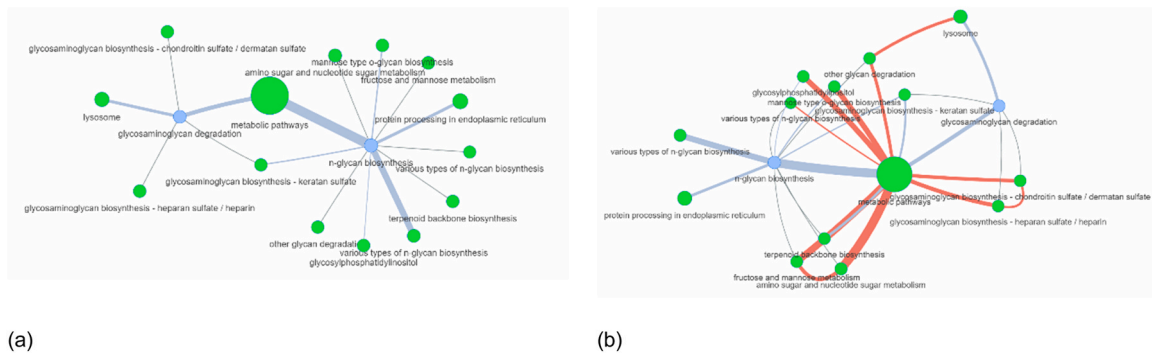 glycosaminoglycan biosynthesis - chondroitin sulfate / dermatan sulfate
mannose type o-glycan biosynthesis
amino sugar and nucleotide sugar metabolism
fructose and mannose metabolism
lysosome
protein processing in endoplasmic reticulum
metabolic pathways
glycosaminoglycan degradation
n-glycan biosynthesis
various types of n-glycan biosynthesis
glycosaminoglycan biosynthesis - keratan sulfate
glycosaminoglycan biosynthesis - heparan sulfate / heparin
terpenoid backbone biosynthesis
other glycan degradation
various types of n-glycan biosynthesis
glycosylphosphatidylinositol
(a)
lysosome
other glycan degradation
glycosylphosphatidylinositol
mannose type o-glycan biosynthesis
glycosaminoglycan biosynthesis - keratan sulfate
various types of n-glycan biosynthesis
glycosaminoglycan degradation
various types of n-glycan biosynthesis
n-glycan biosynthesis
glycosaminoglycan biosynthesis - chondroitin sulfate / dermatan sulfate
metabolic pathways
protein processing in endoplasmic reticulum
glycosaminoglycan biosynthesis - heparan sulfate / heparin
terpenoid backbone biosynthesis
fructose and mannose metabolism
amino sugar and nucleotide sugar metabolism
(b)